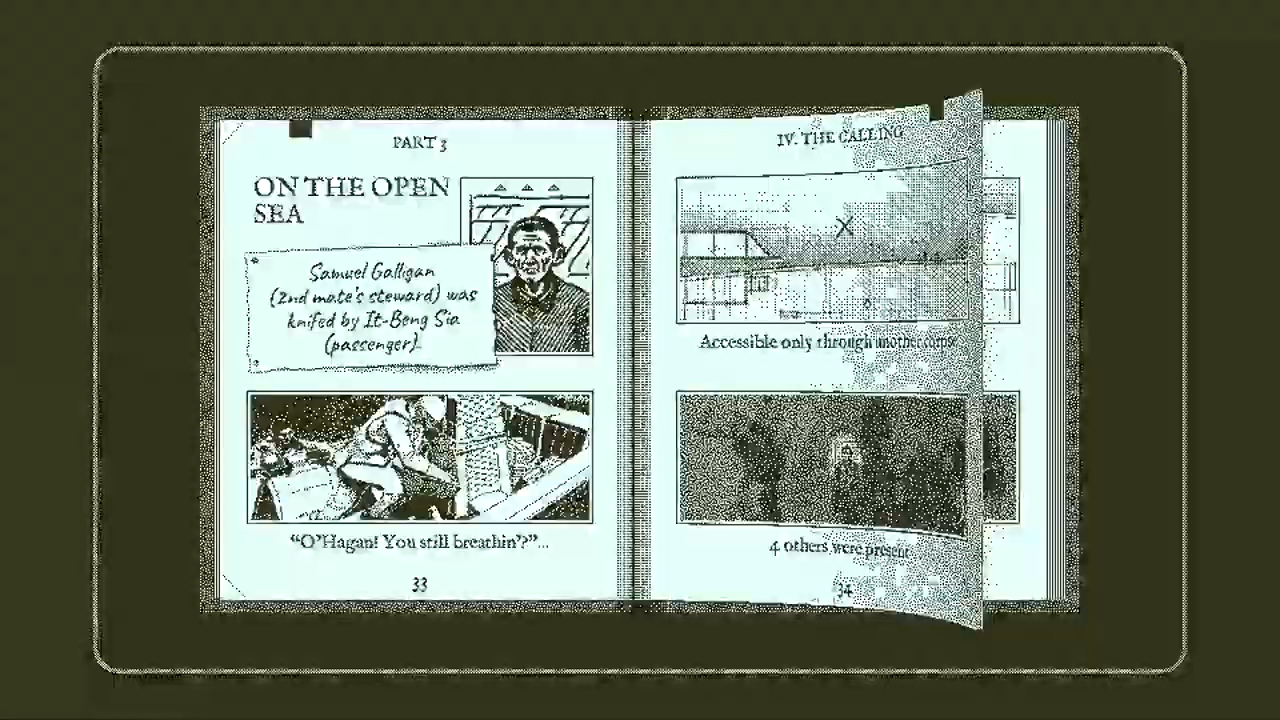 PART 3
ON THE OPEN
SEA
Samuel Galligan
(2nd mate's steward) was
knifed by It-Beng Sia
(passenger).
"O'Hagan! You still breathin'?"...
33
IV. THE CALLING
Accessible only through another corpse
4 others were present
34